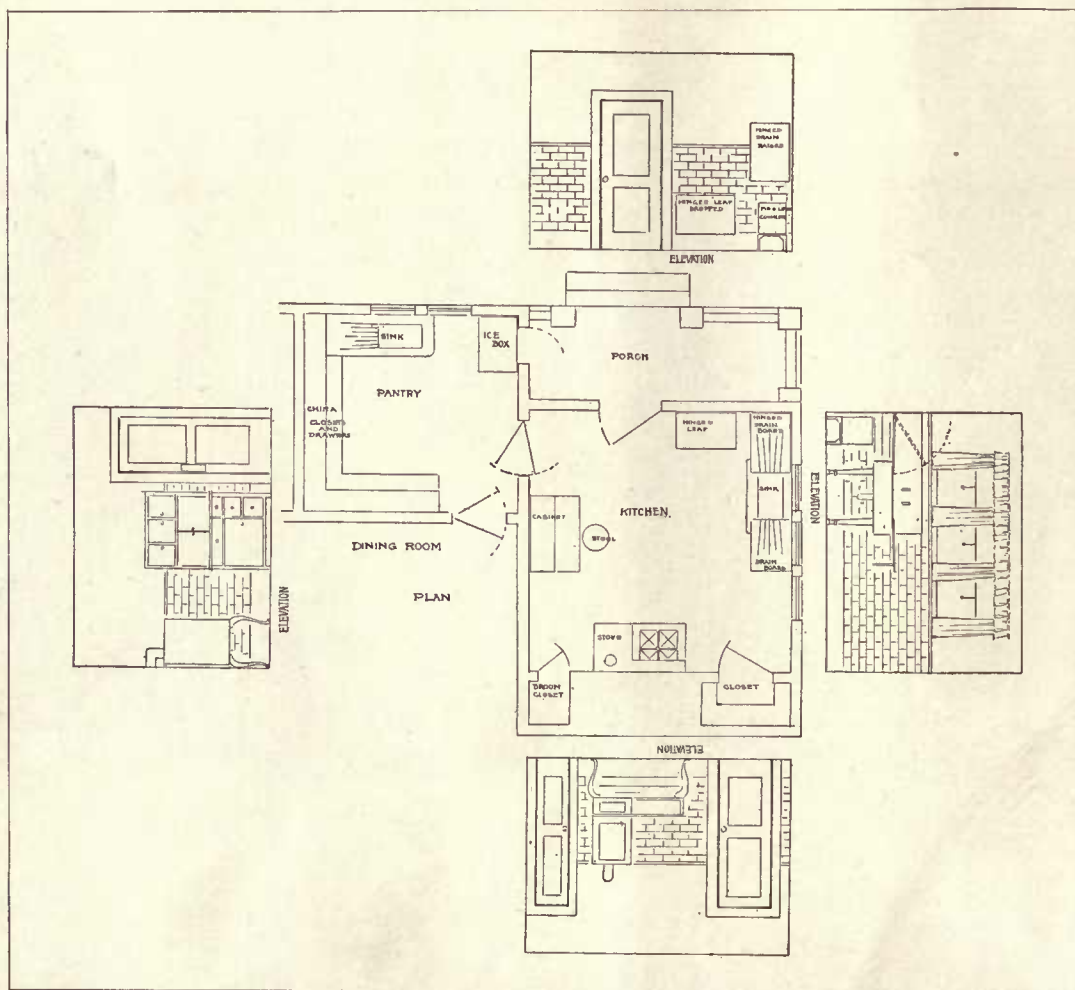 HINGED
DRAIN
RAISED
HINGED LEAF
DROPPED
ELEVATION
SINK
ICE
BOX
PORCH
PANTRY
CHINA
CLOSETS
AND
DRAWERS
HINGED
LEAF
HINGED
DRAIN
BOARD
SINK
DRAIN
BOARD
KITCHEN.
CABINET
STOOL
DINING ROOM
PLAN
STOVE
BROOM
CLOSET
CLOSET
ELEVATION
ELEVATION
ELEVATION